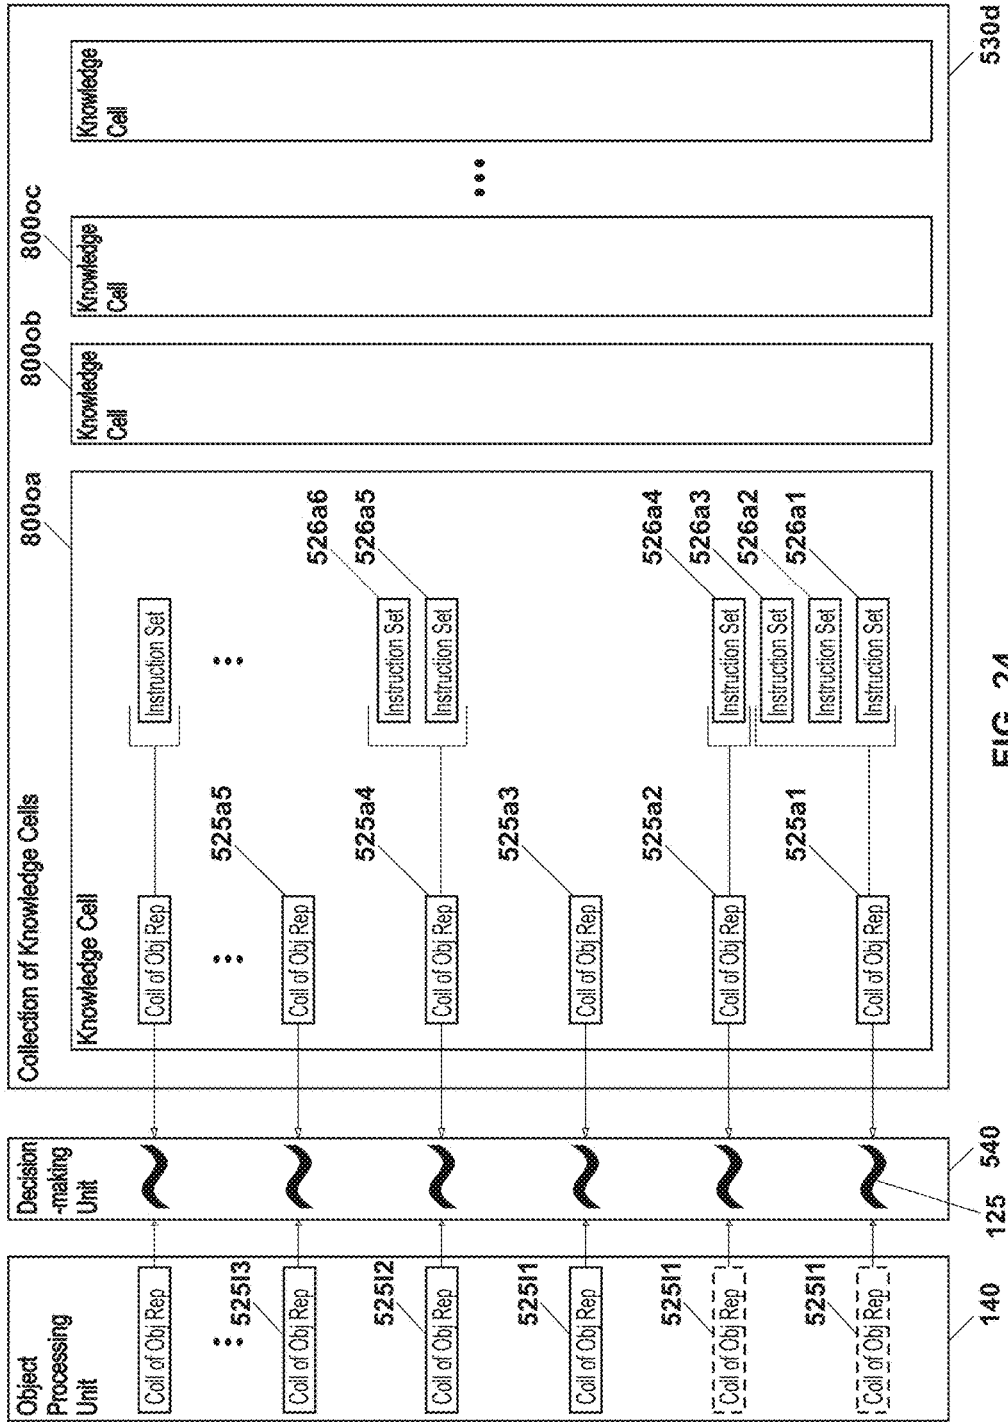 Object
Processing
Unit
Coll of Obj Rep
Coll of Obj Rep
525l3
Coll of Obj Rep
525l2
Coll of Obj Rep
525l1
Coll of Obj Rep
525l1
Coll of Obj Rep
525l1
140
Decision
-making
Unit
125
540
Collection of Knowledge Cells
Knowledge Cell
800oa
Coll of Obj Rep
Instruction Set
Coll of Obj Rep
525a5
Coll of Obj Rep
525a4
Instruction Set
526a6
Instruction Set
526a5
Coll of Obj Rep
525a3
Coll of Obj Rep
525a2
Instruction Set
526a4
Instruction Set
526a3
Instruction Set
526a2
Coll of Obj Rep
525a1
Instruction Set
526a1
Knowledge
Cell
800ob
Knowledge
Cell
800oc
Knowledge
Cell
530d
FIG. 24